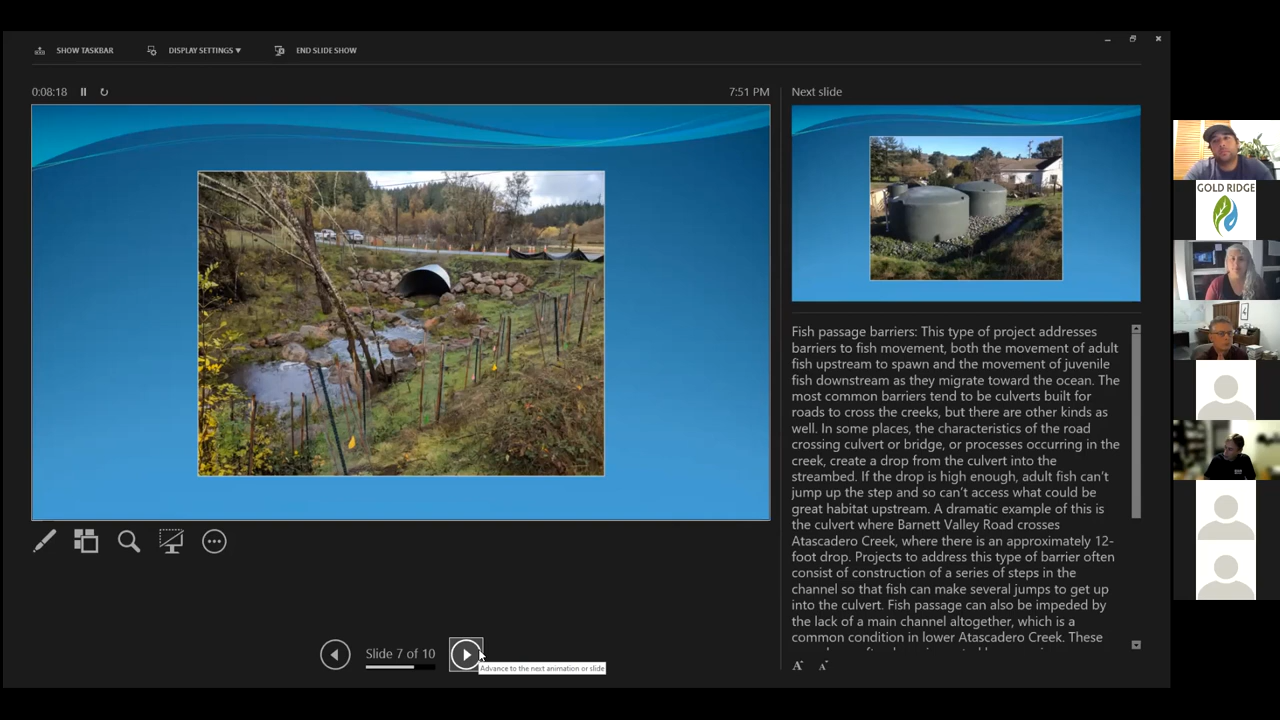 SHOW TASKBAR
DISPLAY SETTINGS ▼
END SLIDE SHOW
0:08:18
7:51 PM
Next slide
GOLD RIDGE
Fish passage barriers: This type of project addresses
barriers to fish movement, both the movement of adult
fish upstream to spawn and the movement of juvenile
fish downstream as they migrate toward the ocean. The
most common barriers tend to be culverts built for
roads to cross the creeks, but there are other kinds as
well. In some places, the characteristics of the road
crossing culvert or bridge, or processes occurring in the
creek, create a drop from the culvert into the
streambed. If the drop is high enough, adult fish can't
jump up the step and so can't access what could be
great habitat upstream. A dramatic example of this is
the culvert where Barnett Valley Road crosses
Atascadero Creek, where there is an approximately 12-
foot drop. Projects to address this type of barrier often
consist of construction of a series of steps in the
channel so that fish can make several jumps to get up
into the culvert. Fish passage can also be impeded by
the lack of a main channel altogether, which is a
common condition in lower Atascadero Creek. These
Slide 7 of 10
Advance to the next animation or slide
A A